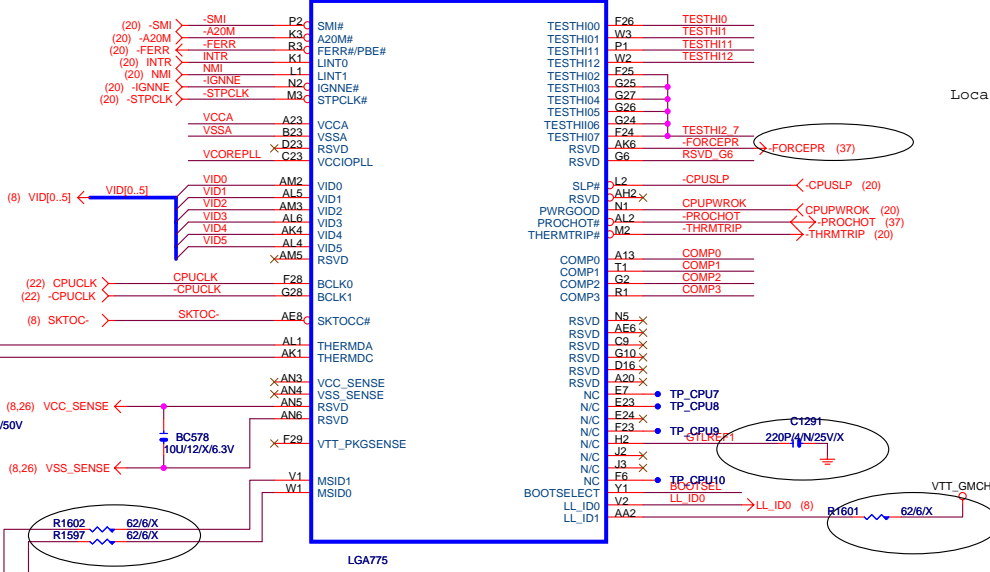 (20) -SMI -SMI P2 SMI# TESTHI00 F26 TESTHI0
(20) -A20M -A20M K3 A20M# TESTHI01 W3 TESTHI1
(20) -FERR -FERR R3 FERR#/PBE# TESTHI11 P1 TESTHI11
(20) INTR INTR K1 LINT0 TESTHI12 W2 TESTHI12
(20) NMI NMI L1 LINT1 TESTHI02 F25
(20) -IGNNE -IGNNE N2 IGNNE# TESTHI03 G25
(20) -STPCLK -STPCLK M3 STPCLK# TESTHI04 G27
Loca
TESTHI05 G26
VCCA A23 VCCA TESTHII06 G24
VSSA B23 VSSA TESTHI07 F24 TESTHI2_7
D23 RSVD RSVD AK6 -FORCEPR -FORCEPR (37)
VCOREPLL C23 VCCIOPLL RSVD G6 RSVD_G6
(8) VID[0..5] VID[0..5] VID0 AM2 VID0 SLP# L2 -CPUSLP -CPUSLP (20)
VID1 AL5 VID1 RSVD AH2
VID2 AM3 VID2 PWRGOOD N1 CPUPWROK CPUPWROK (20)
VID3 AL6 VID3 PROCHOT# AL2 -PROCHOT -PROCHOT (37)
VID4 AK4 VID4 THERMTRIP# M2 -THRMTRIP -THRMTRIP (20)
VID5 AL4 VID5
AM5 RSVD COMP0 A13 COMP0
COMP1 T1 COMP1
(22) CPUCLK CPUCLK F28 BCLK0 COMP2 G2 COMP2
(22) -CPUCLK -CPUCLK G28 BCLK1 COMP3 R1 COMP3
(8) SKTOC- SKTOC- AE8 SKTOCC# RSVD N5
RSVD AE6
AL1 THERMDA RSVD C9
AK1 THERMDC RSVD G10
RSVD D16
AN3 VCC_SENSE RSVD A20
AN4 VSS_SENSE NC E7 TP_CPU7
(8,26) VCC_SENSE AN5 RSVD N/C E23 TP_CPU8
AN6 RSVD N/C E24
/50V
BC578
10U/12/X/6.3V
N/C F23 TP_CPU9
C1291
220P/4/N/25V/X
F29 VTT_PKGSENSE N/C H2 GTLREF1
N/C J2
(8,26) VSS_SENSE N/C J3
V1 MSID1 NC F6 TP_CPU10
W1 MSID0 BOOTSELECT Y1 BOOTSEL
VTT_GMCH
LL_ID0 V2 LL_ID0 LL_ID0 (8)
LL_ID1 AA2 R1601 62/6/X
R1602 62/6/X
R1597 62/6/X
LGA775